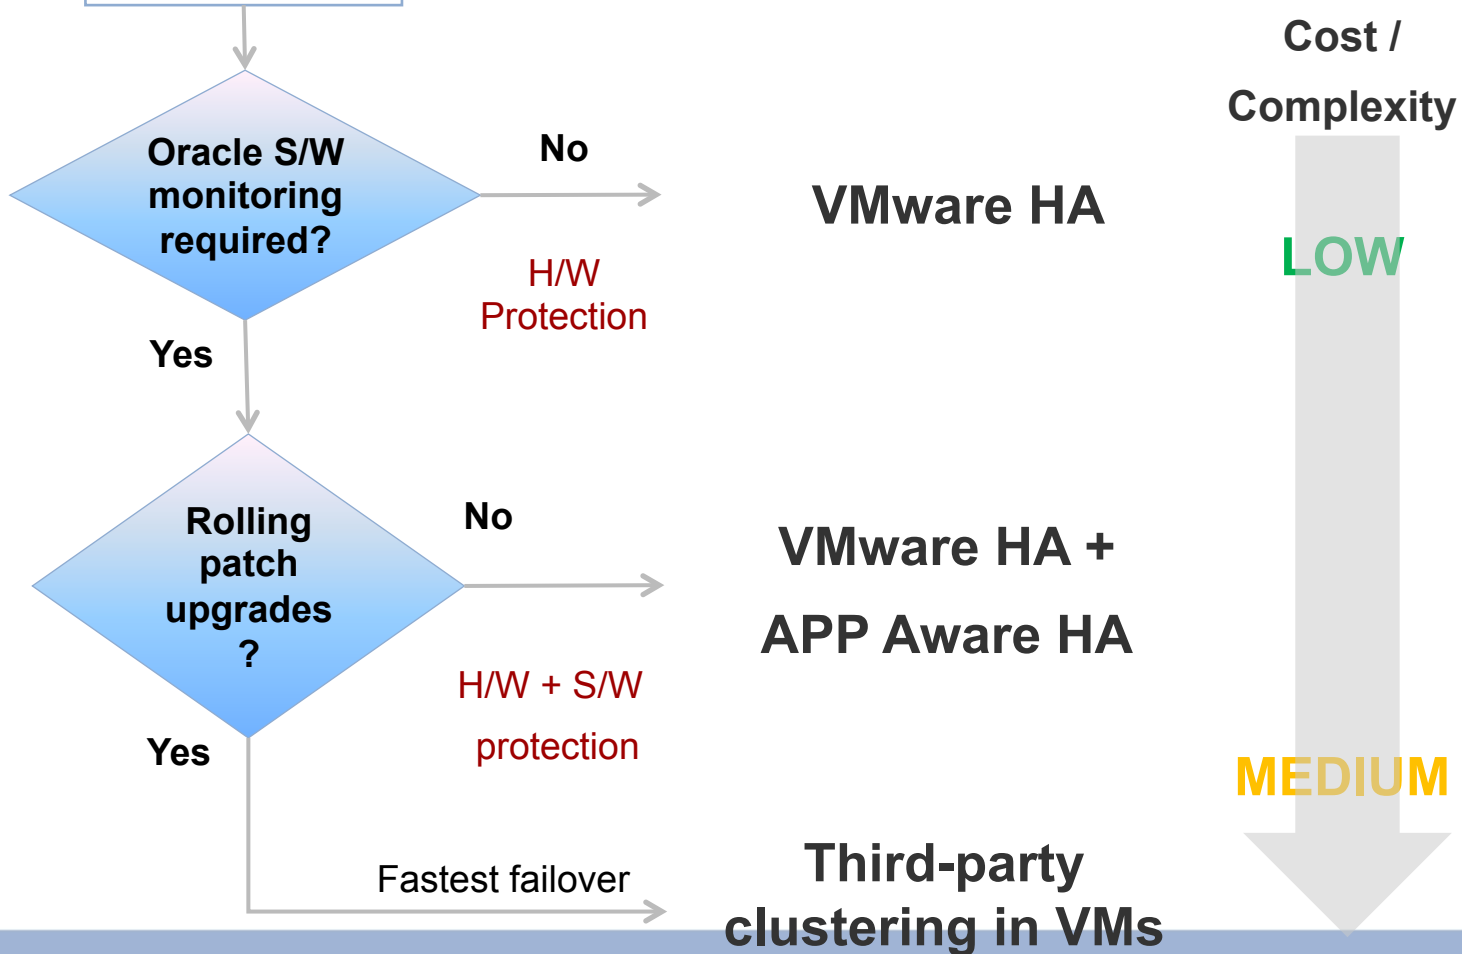 Cost /
Complexity
Oracle S/W
monitoring
required?
No
VMware HA
LOW
H/W
Protection
Yes
Rolling
patch
upgrades
?
No
VMware HA +
APP Aware HA
H/W + S/W
protection
Yes
MEDIUM
Fastest failover
Third-party
clustering in VMs